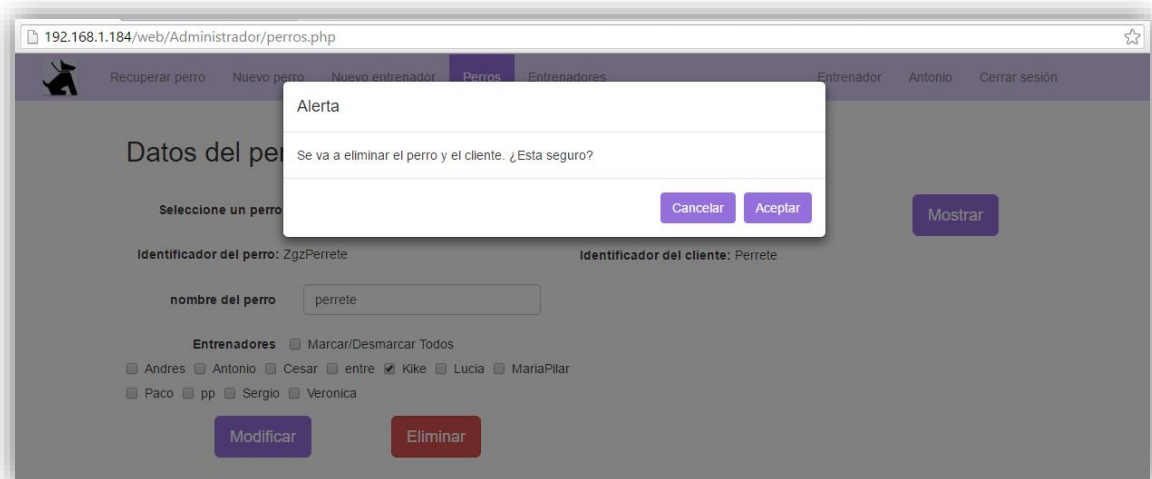 192.168.1.184/web/Administrador/perros.php
Recuperar perro Nuevo perro Nuevo entrenador Perros Entrenadores Entrenador Antonio Cerrar sesión
Alerta
Datos del per
Se va a eliminar el perro y el cliente. ¿Esta seguro?
Cancelar Aceptar
Seleccione un perro
Mostrar
Identificador del perro: ZgzPerrete Identificador del cliente: Perrete
nombre del perro perrete
Entrenadores Marcar/Desmarcar Todos
Andres Antonio Cesar entre Kike Lucia MariaPilar
Paco pp Sergio Veronica
Modificar Eliminar